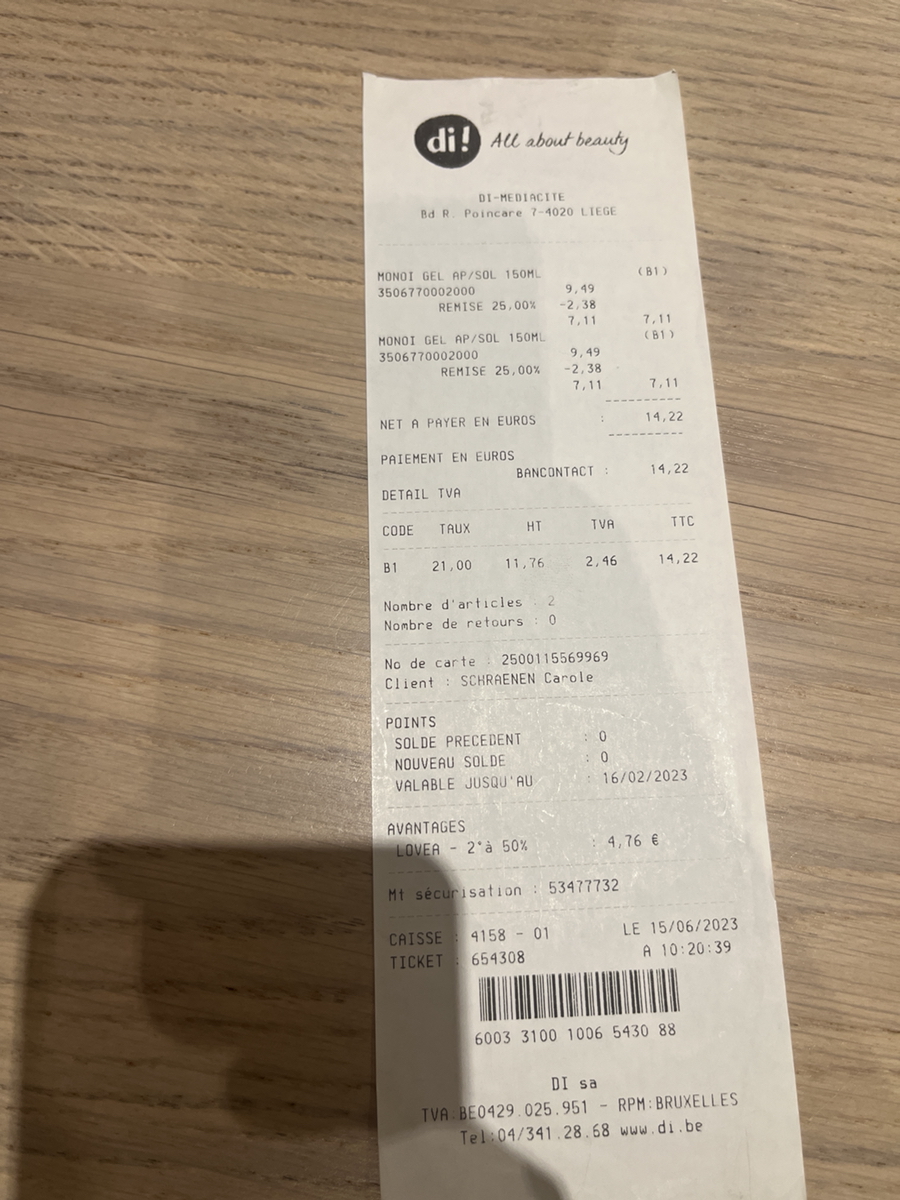 di! All about beauty
DI-MEDIACITE
Bd R. Poincare 7-4020 LIEGE
MONOI GEL AP/SOL 150ML (B1)
3506770002000 9,49
REMISE 25,00% -2,38
7,11 7,11
MONOI GEL AP/SOL 150ML (B1)
3506770002000 9,49
REMISE 25,00% -2,38
7,11 7,11
NET A PAYER EN EUROS : 14,22
PAIEMENT EN EUROS
BANCONTACT : 14,22
DETAIL TVA
CODE TAUX HT TVA TTC
B1 21,00 11,76 2,46 14,22
Nombre d'articles : 2
Nombre de retours : 0
No de carte : 2500115569969
Client : SCHRAENEN Carole
POINTS
SOLDE PRECEDENT : 0
NOUVEAU SOLDE : 0
VALABLE JUSQU'AU : 16/02/2023
AVANTAGES
LOVEA - 2°à 50% : 4,76 €
Mt sécurisation : 53477732
CAISSE : 4158 - 01 LE 15/06/2023
TICKET : 654308 A 10:20:39
6003 3100 1006 5430 88
DI sa
TVA:BE0429.025.951 - RPM:BRUXELLES
Tel:04/341.28.68 www.di.be